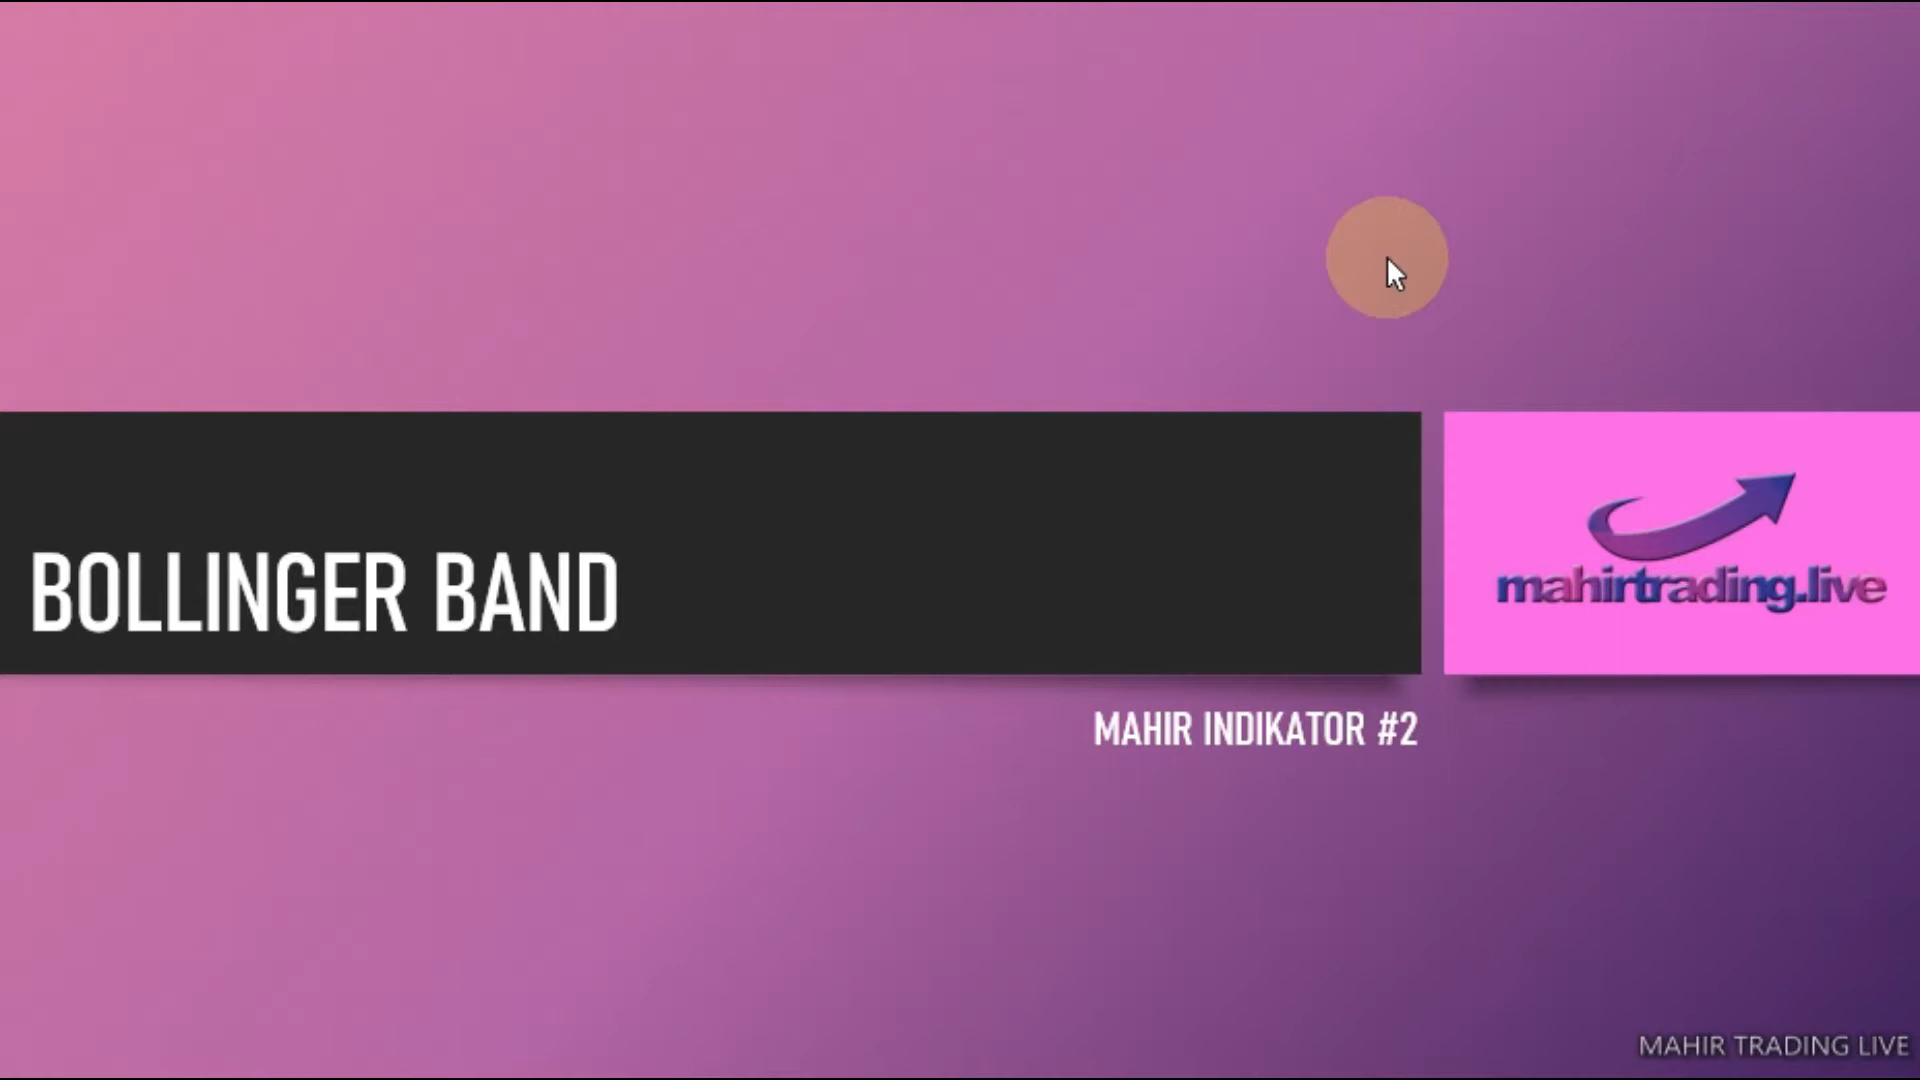 BOLLINGER BAND
mahirtrading.live
MAHIR INDIKATOR #2
MAHIR TRADING LIVE